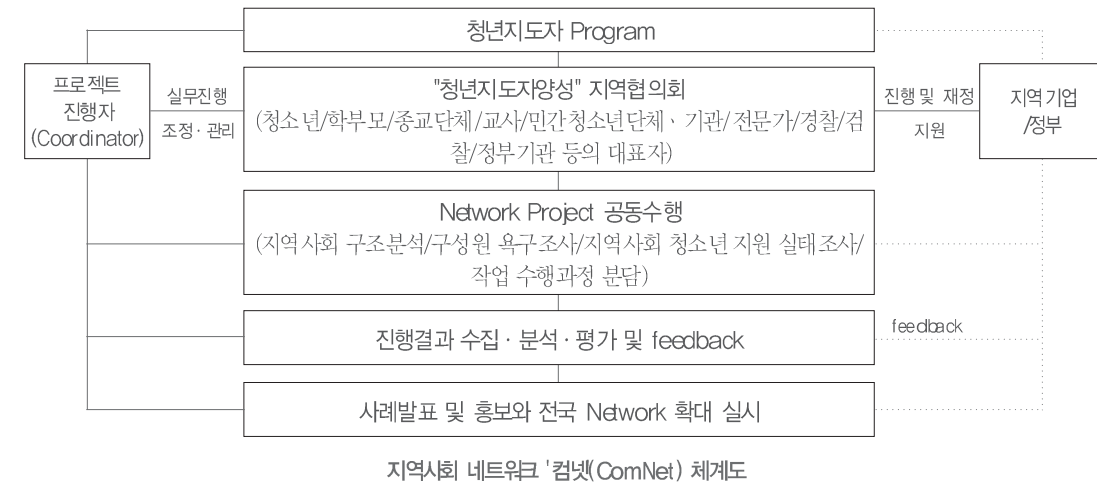 청년지도자 Program
프로젝트
진행자
(Coordinator)
실무진행
조정·관리
"청년지도자양성" 지역협의회
(청소년/학부모/종교단체/교사/민간청소년단체、기관/전문가/경찰/검
찰/정부기관 등의 대표자)
진행 및 재정
지원
지역기업
/정부
Network Project 공동수행
(지역사회 구조분석/구성원 욕구조사/지역사회 청소년지원 실태조사/
작업 수행과정 분담)
진행결과 수집·분석·평가 및 feedback
feedback
사례발표 및 홍보와 전국 Network 확대 실시
지역사회 네트워크 '컴넷(ComNet) 체계도